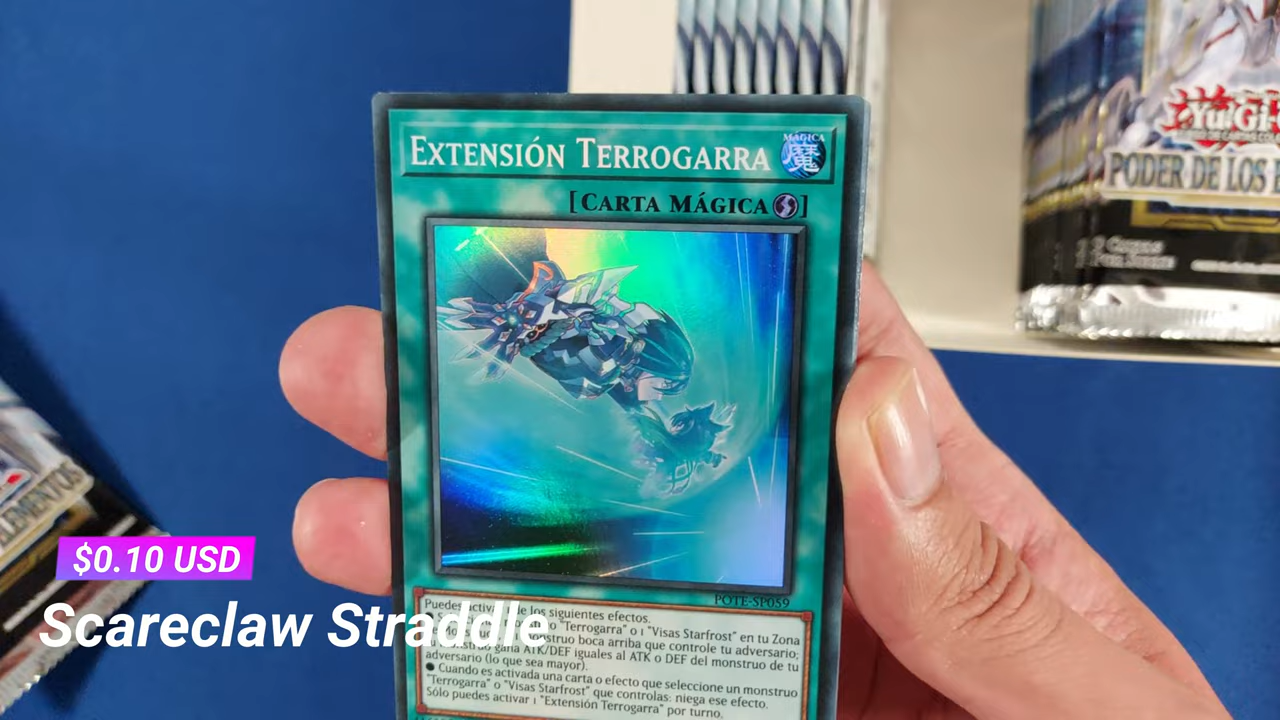 EXTENSIÓN TERROGARRA
MÁGICA
魔
[CARTA MÁGICA]
POTE-SP059
Puedes activar de los siguientes efectos.
"Terrogarra" o 1 "Visas Starfrost" en tu Zona
boca arriba que controle tu adversario;
gana ATK/DEF iguales al ATK o DEF del monstruo de tu
adversario (lo que sea mayor).
● Cuando es activada una carta o efecto que seleccione un monstruo
"Terrogarra" o "Visas Starfrost" que controlas: niega ese efecto.
Sólo puedes activar 1 "Extensión Terrogarra" por turno.
$0.10 USD
Scareclaw Straddle
Yu-Gi-
PODER DE LOS
ELEMENTOS